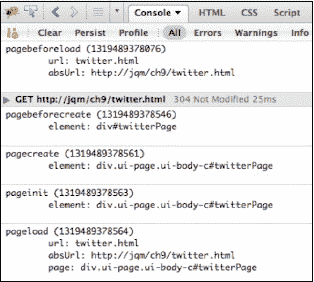 Console HTML CSS Script
Clear Persist Profile All Errors Warnings Info
pagebeforeload (1319489378076)
url: twitter.html
absUrl: http://jqm/ch9/twitter.html
GET http://jqm/ch9/twitter.html 304 Not Modified 25ms
pagebeforecreate (1319489378546)
element: div#twitterPage
pagecreate (1319489378561)
element: div.ui-page.ui-body-c#twitterPage
pageinit (1319489378563)
element: div.ui-page.ui-body-c#twitterPage
pageload (1319489378564)
url: twitter.html
absUrl: http://jqm/ch9/twitter.html
page: div.ui-page.ui-body-c#twitterPage